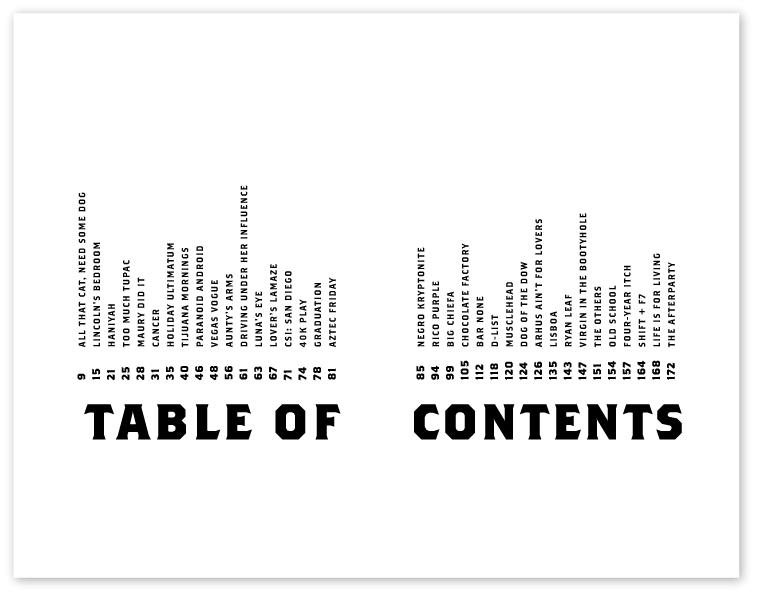 9 ALL THAT CAT, NEED SOME DOG
15 LINCOLN'S BEDROOM
21 HANIYAH
25 TOO MUCH TUPAC
28 MAURY DID IT
31 CANCER
35 HOLIDAY ULTIMATUM
40 TIJUANA MORNINGS
46 PARANOID ANDROID
48 VEGAS VOGUE
56 AUNTY'S ARMS
61 DRIVING UNDER HER INFLUENCE
63 LUNA'S EYE
67 LOVER'S LAMAZE
71 CSI: SAN DIEGO
74 40K PLAY
78 GRADUATION
81 AZTEC FRIDAY
85 NEGRO KRYPTONITE
94 RICO PURPLE
99 BIG CHIEFA
105 CHOCOLATE FACTORY
112 BAR NONE
118 D-LIST
120 MUSCLEHEAD
124 DOG OF THE DOW
126 ARHUS AIN'T FOR LOVERS
135 LISBOA
143 RYAN LEAF
147 VIRGIN IN THE BOOTYHOLE
151 THE OTHERS
154 OLD SCHOOL
157 FOUR-YEAR ITCH
164 SHIFT + F7
168 LIFE IS FOR LIVING
172 THE AFTERPARTY
TABLE OF CONTENTS